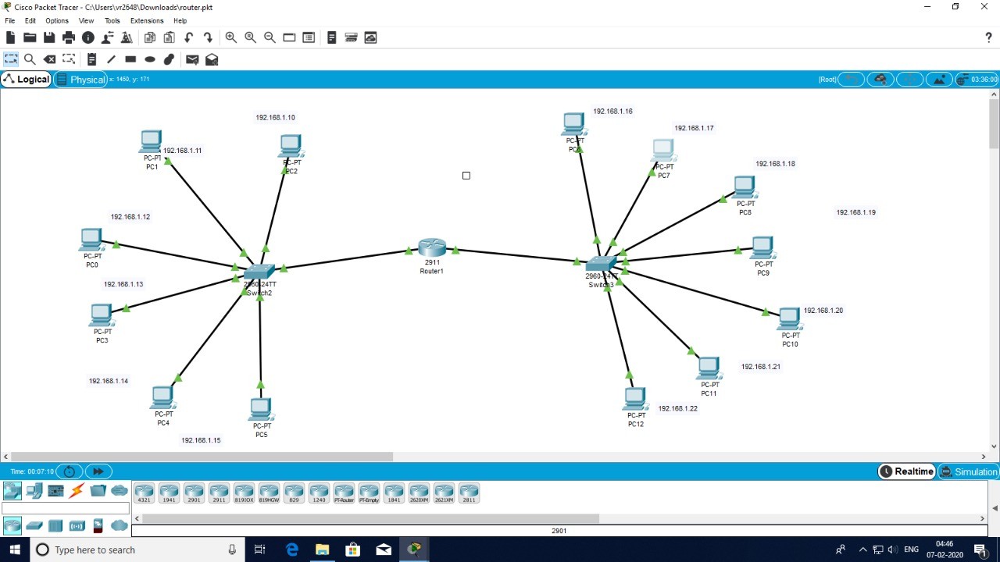 Cisco Packet Tracer - C:\Users\vr2648\Downloads\router.pkt
File Edit Options View Tools Extensions Help
?
Logical Physical x: 1450, y: 171 [Root] 03:36:00
192.168.1.16
192.168.1.10
192.168.1.17
PC-PT
192.168.1.11
PC-PT
PC1
PC-PT
PC2
PC-PT
PC7
192.168.1.18
PC-PT
PC8
192.168.1.19
192.168.1.12
PC-PT
PC0
2911
Router1
PC-PT
PC9
192.168.1.13
2960-24TT
Switch2
2960-24TT
Switch3
PC-PT
PC3
192.168.1.20
PC-PT
PC10
192.168.1.14
192.168.1.21
PC-PT
PC11
PC-PT
PC4
PC-PT
PC5
192.168.1.22
PC-PT
PC12
192.168.1.15
Time: 00:07:10 Realtime Simulation
4321 1941 2901 2911 819IOX 819HGW 829 1240 PT-Router PT-Empty 1841 2620XM 2621XM 2811
2901
Type here to search
ENG
04:46
07-02-2020
1